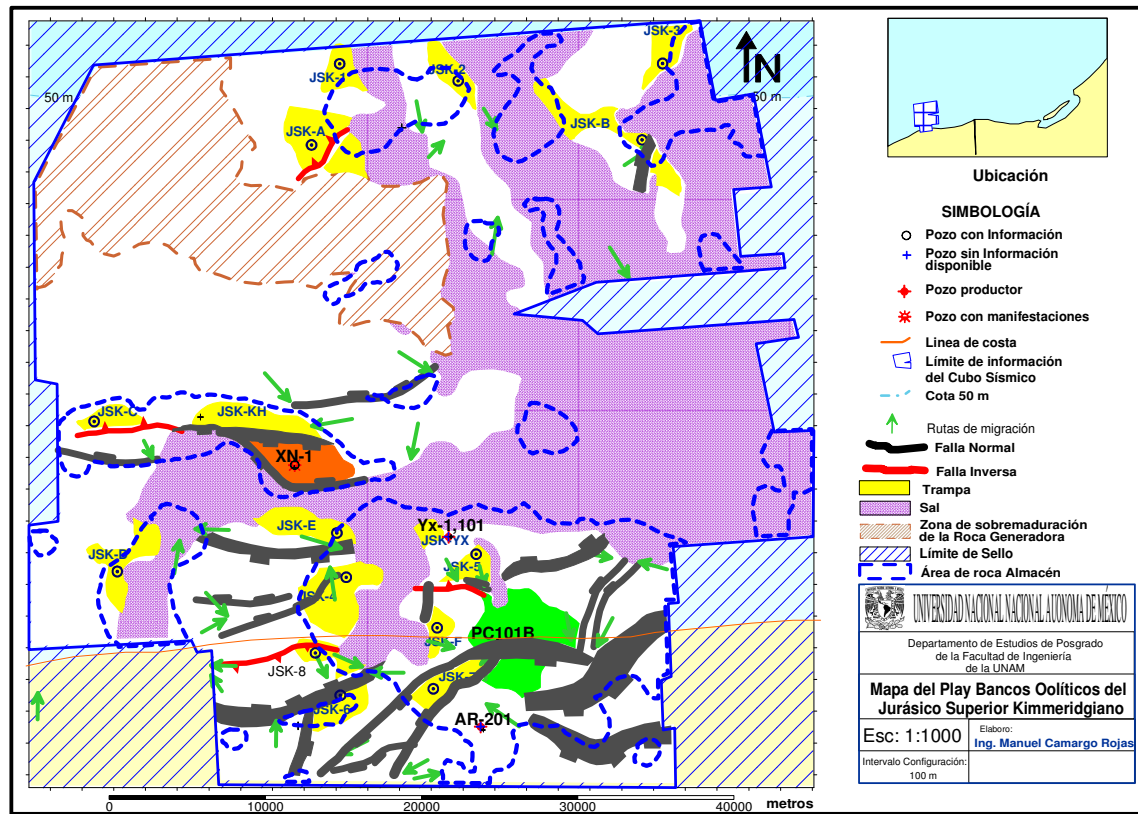 JSK-3
JSK-1
JSK-2
N
50 m
50 m
JSK-A
JSK-B
JSK-C
JSK-KH
XN-1
JSK-E
Yx-1,101
JSK-YX
JSK-5
JSK-4
JSK-F
PC101B
JSK-8
JSK-7
JSK-6
AR-201
0
10000
20000
30000
40000
metros
Ubicación
SIMBOLOGÍA
Pozo con Información
Pozo sin Información
disponible
Pozo productor
Pozo con manifestaciones
Linea de costa
Límite de información
del Cubo Sísmico
Cota 50 m
Rutas de migración
Falla Normal
Falla Inversa
Trampa
Sal
Zona de sobremaduración
de la Roca Generadora
Límite de Sello
Área de roca Almacén
UNIVERSIDAD NACIONAL NACIONAL AUONOMA DE MÉXICO
Departamento de Estudios de Posgrado
de la Facultad de Ingeniería
de la UNAM
Mapa del Play Bancos Oolíticos del
Jurásico Superior Kimmeridgiano
Esc: 1:1000
Elaboro:
Ing. Manuel Camargo Rojas
Intervalo Configuración:
100 m